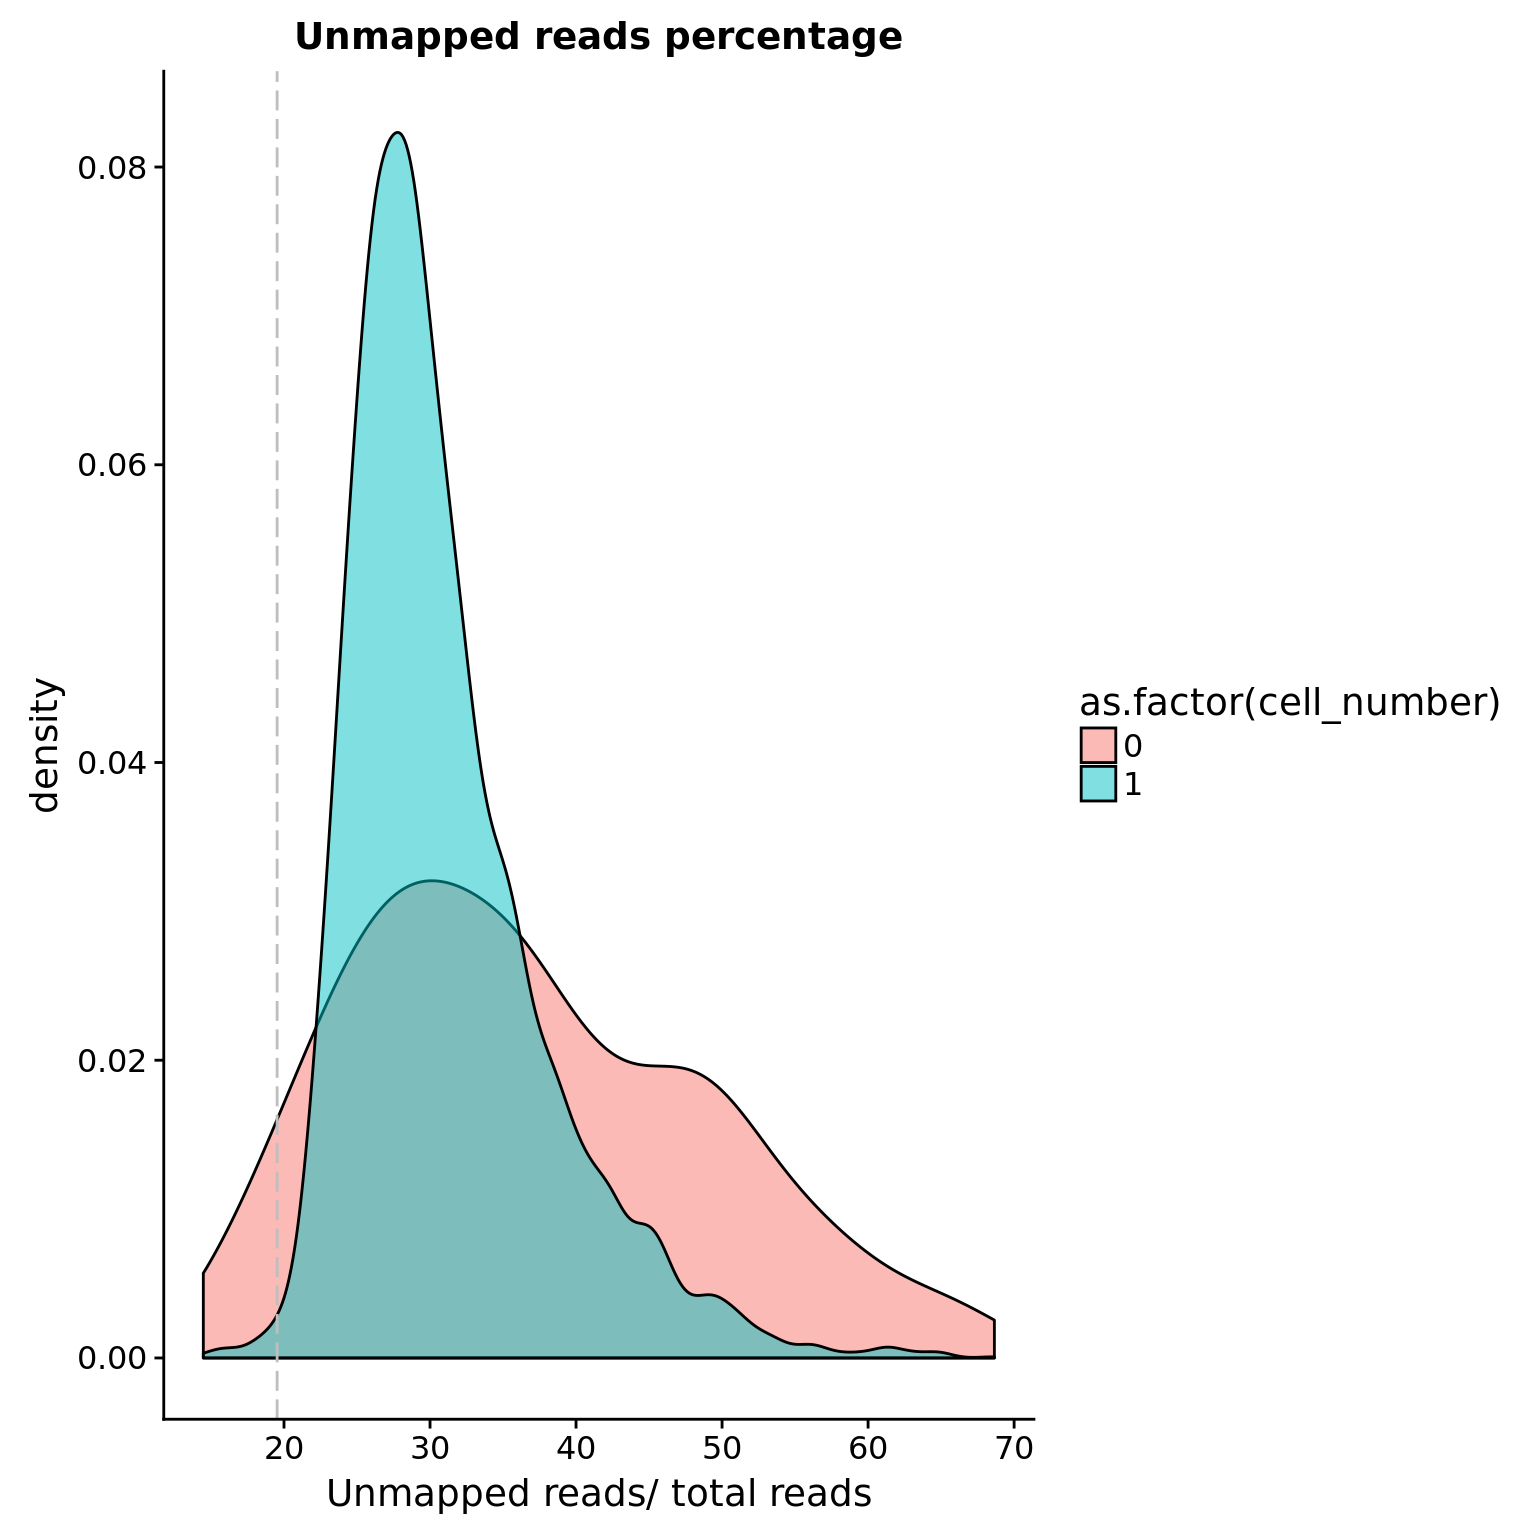 Unmapped reads percentage
0.08
0.06
0.04
0.02
0.00
density
20 30 40 50 60 70
Unmapped reads/ total reads
as.factor(cell_number)
0
1